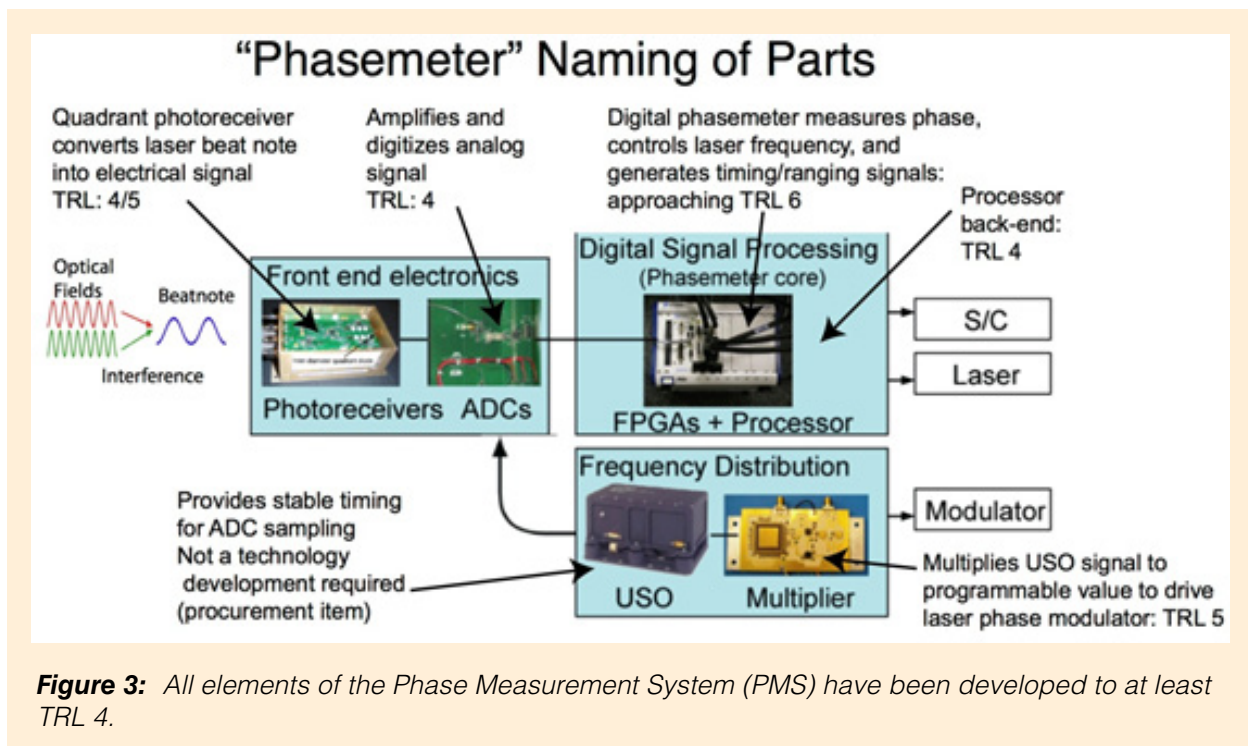 “Phasemeter” Naming of Parts
Quadrant photoreceiver
converts laser beat note
into electrical signal
TRL: 4/5
Amplifies and
digitizes analog
signal
TRL: 4
Digital phasemeter measures phase,
controls laser frequency, and
generates timing/ranging signals:
approaching TRL 6
Processor
back-end:
TRL 4
Optical
Fields
Beatnote
Interference
Front end electronics
Photoreceivers
ADCs
Digital Signal Processing
(Phasemeter core)
FPGAs + Processor
S/C
Laser
Frequency Distribution
USO
Multiplier
Modulator
Provides stable timing
for ADC sampling
Not a technology
development required
(procurement item)
Multiplies USO signal to
programmable value to drive
laser phase modulator: TRL 5
Figure 3: All elements of the Phase Measurement System (PMS) have been developed to at least
TRL 4.